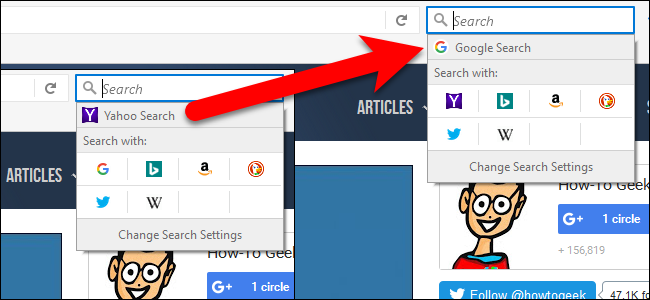 Search
Yahoo Search
Search with:
a
W
Change Search Settings
ARTICLES
How-To Geek
G+ 1 circle
Search
Google Search
Search with:
a
W
Change Search Settings
ARTICLES
How-To Geek
G+ 1 circle
+ 156,819
Follow @howtogeek
47.1K fo